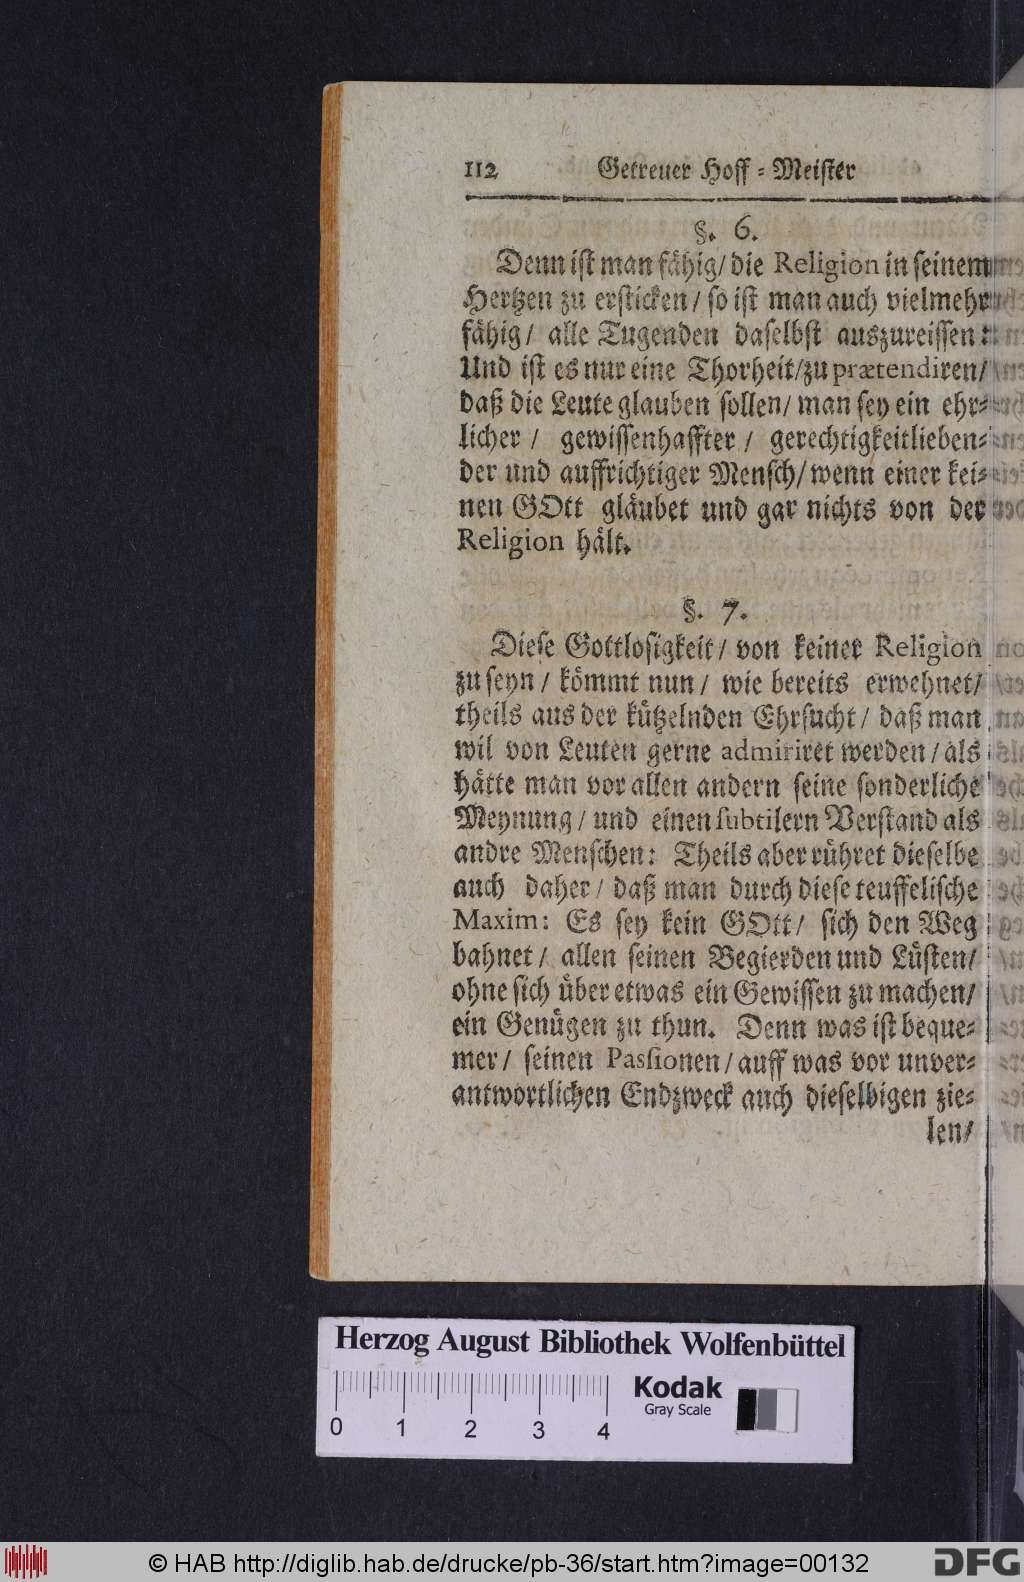 112 Getreuer Hoff-Meister
§. 6.
Denn ist man fähig/ die Religion in seinem
Hertzen zu ersticken/ so ist man auch vielmehr
fähig/ alle Tugenden daselbst auszureissen:
Und ist es nur eine Thorheit/ zu prætendiren/
daß die Leute glauben sollen/ man sey ein ehr-
licher/ gewissenhaffter/ gerechtigkeitlieben-
der und auffrichtiger Mensch/ wenn einer kei-
nen GOtt gläubet und gar nichts von der
Religion hält.
§. 7.
Diese Gottlosigkeit/ von keiner Religion
zu seyn/ kömmt nun/ wie bereits erwehnet/
theils aus der kützelnden Ehrsucht/ daß man
wil von Leuten gerne admiriret werden/ als
hätte man vor allen andern seine sonderliche
Meynung/ und einen subtilern Verstand als
andre Menschen: Theils aber rühret dieselbe
auch daher/ daß man durch diese teuffelische
Maxim: Es sey kein GOtt/ sich den Weg
bahnet/ allen seinen Begierden und Lüsten/
ohne sich über etwas ein Gewissen zu machen/
ein Genügen zu thun. Denn was ist beque-
mer/ seinen Passionen/ auff was vor unver-
antwortlichen Endzweck auch dieselbigen zie-
len/
Herzog August Bibliothek Wolfenbüttel
Kodak
Gray Scale
0 1 2 3 4
© HAB http://diglib.hab.de/drucke/pb-36/start.htm?image=00132
DFG